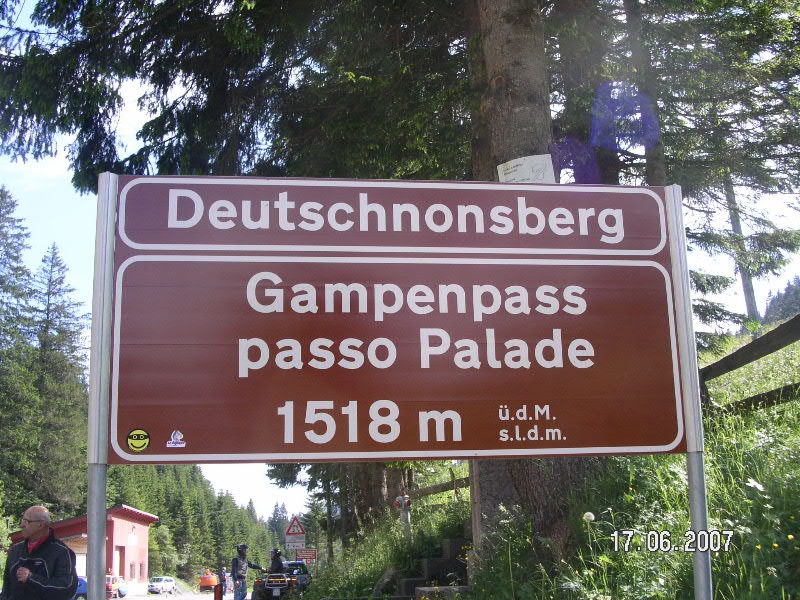 Deutschnonsberg
Gampenpass
passo Palade
1518 m ü.d.M.
s.l.d.m.
17.06.2007